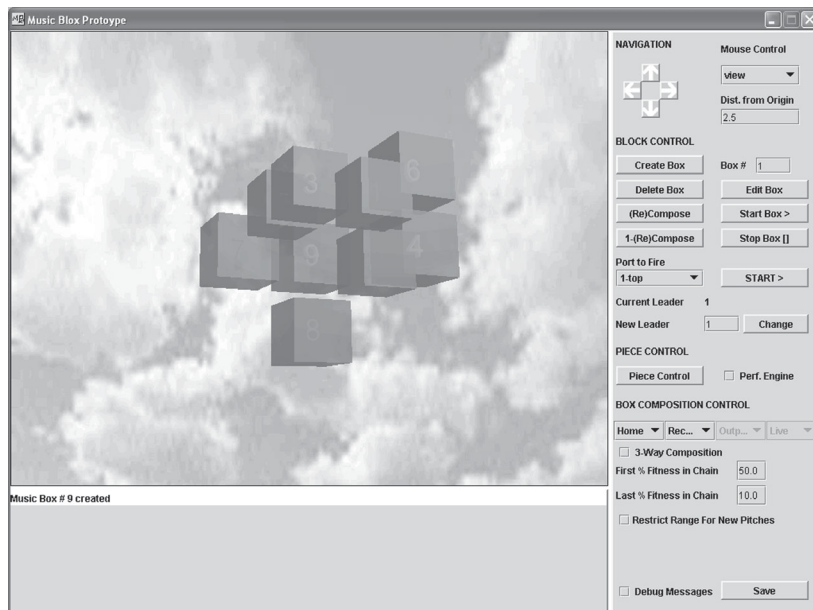 Music Blox Protoype
NAVIGATION
Mouse Control
view
Dist. from Origin
2.5
BLOCK CONTROL
Create Box
Box # 1
Delete Box
Edit Box
(Re)Compose
Start Box >
1-(Re)Compose
Stop Box []
Port to Fire
1-top
START >
Current Leader 1
New Leader 1
Change
PIECE CONTROL
Piece Control
Perf. Engine
BOX COMPOSITION CONTROL
Home
Rec...
Outp...
Live
3-Way Composition
First % Fitness in Chain 50.0
Last % Fitness in Chain 10.0
Restrict Range For New Pitches
Debug Messages
Save
3
6
9
4
8
Music Box # 9 created